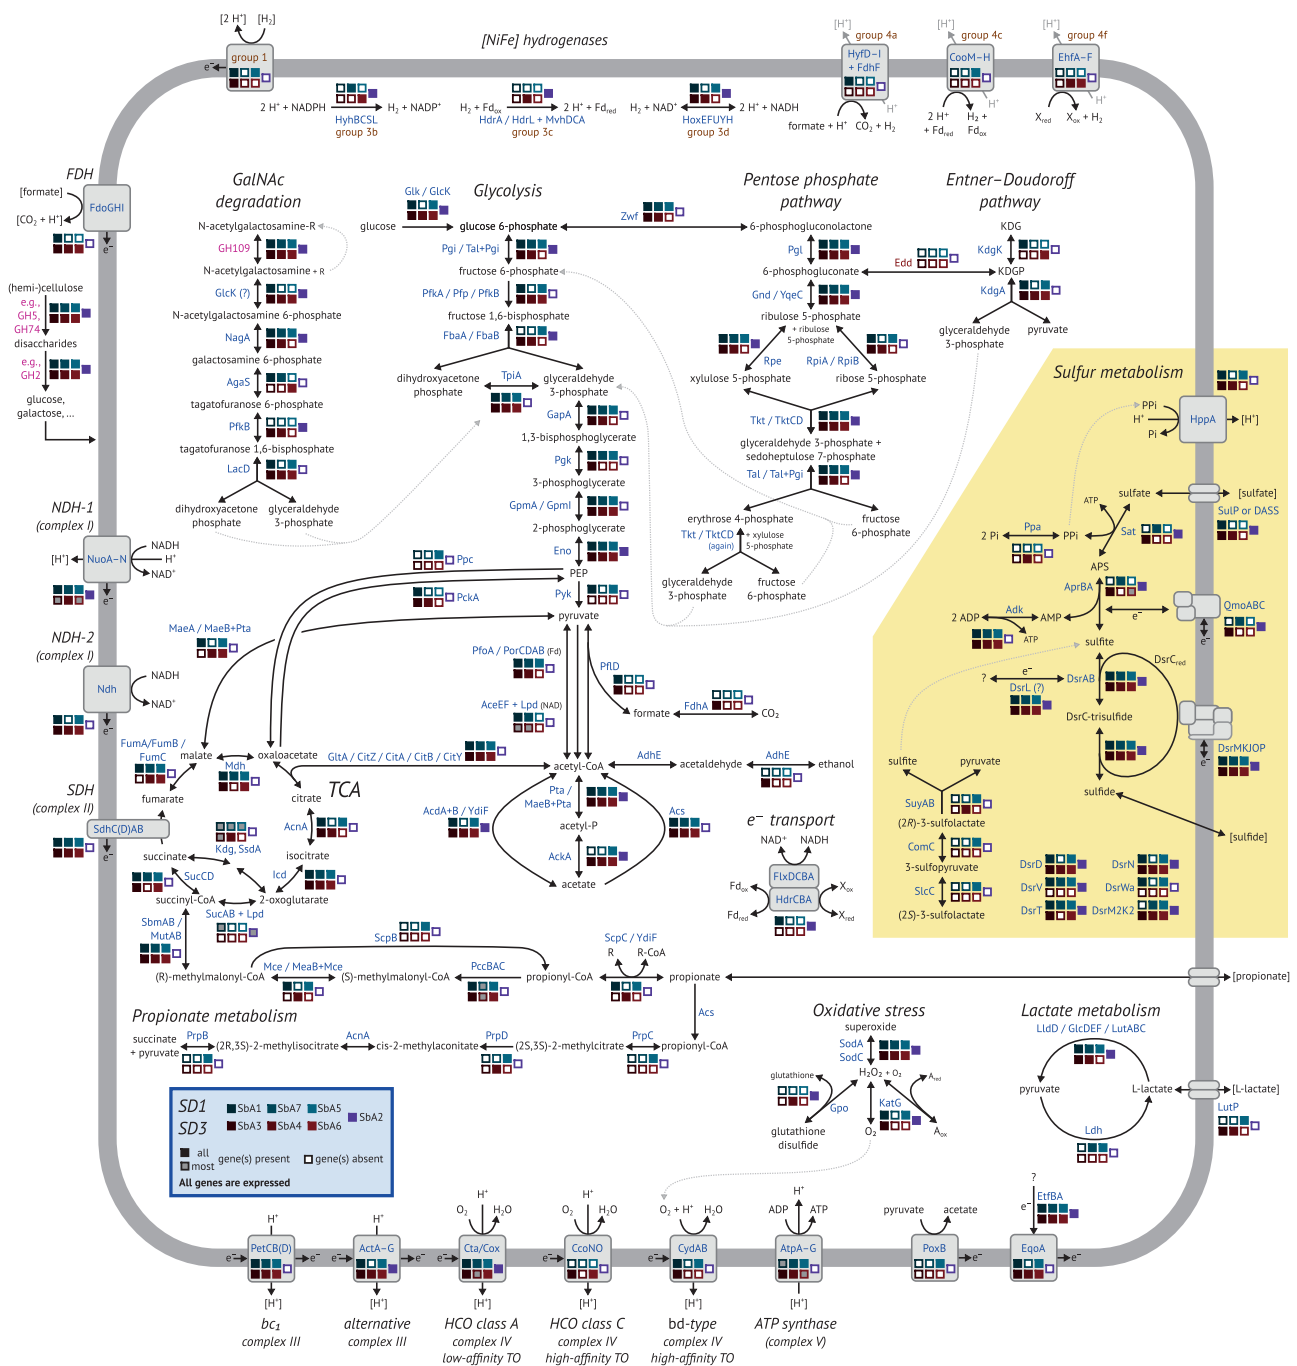 [2 H⁺] [H₂]
[NiFe] hydrogenases
group 1
e⁻
2 H⁺ + NADPH
H₂ + NADP⁺
HyhBCSL
group 3b
H₂ + Fdox
2 H⁺ + Fdred
HdrA / HdrL + MvhDCA
group 3c
H₂ + NAD⁺
2 H⁺ + NADH
HoxEFUYH
group 3d
[H⁺]
group 4a
HyfD–I
+ FdhF
H⁺
formate + H⁺
CO₂ + H₂
[H⁺]
group 4c
CooM–H
H⁺
2 H⁺
+ Fdred
H₂ +
Fdox
[H⁺]
group 4f
EhfA–F
H⁺
Xred
Xox + H₂
FDH
[formate]
FdoGHI
[CO₂ + H⁺]
e⁻
(hemi-)cellulose
e.g.,
GH5,
GH74
disaccharides
e.g.,
GH2
glucose,
galactose, ...
GalNAc
degradation
N-acetylgalactosamine-R
GH109
N-acetylgalactosamine + R
GlcK (?)
N-acetylgalactosamine 6-phosphate
NagA
galactosamine 6-phosphate
AgaS
tagatofuranose 6-phosphate
PfkB
tagatofuranose 1,6-bisphosphate
LacD
dihydroxyacetone
phosphate
glyceraldehyde
3-phosphate
Glycolysis
Glk / GlcK
glucose
glucose 6-phosphate
Pgi / Tal+Pgi
fructose 6-phosphate
PfkA / Pfp / PfkB
fructose 1,6-bisphosphate
FbaA / FbaB
dihydroxyacetone
phosphate
TpiA
glyceraldehyde
3-phosphate
GapA
1,3-bisphosphoglycerate
Pgk
3-phosphoglycerate
GpmA / GpmI
2-phosphoglycerate
Eno
PEP
Pyk
pyruvate
Ppc
PckA
Zwf
Pentose phosphate
pathway
6-phosphogluconolactone
Pgl
6-phosphogluconate
Gnd / YqeC
ribulose 5-phosphate
+ ribulose
5-phosphate
Rpe
RpiA / RpiB
xylulose 5-phosphate
ribose 5-phosphate
Tkt / TktCD
glyceraldehyde 3-phosphate +
sedoheptulose 7-phosphate
Tal / Tal+Pgi
erythrose 4-phosphate
fructose
6-phosphate
Tkt / TktCD
(again)
+ xylulose
5-phosphate
glyceraldehyde
3-phosphate
fructose
6-phosphate
Entner–Doudoroff
pathway
KDG
KdgK
Edd
KDGP
KdgA
glyceraldehyde
3-phosphate
pyruvate
Sulfur metabolism
PPi
H⁺
Pi
HppA
[H⁺]
sulfate
[sulfate]
SulP or DASS
ATP
2 Pi
Ppa
PPi
Sat
APS
AprBA
QmoABC
e⁻
e⁻
2 ADP
Adk
AMP
ATP
sulfite
e⁻
?
DsrL (?)
DsrAB
DsrCred
DsrC-trisulfide
DsrMKJOP
e⁻
sulfide
[sulfide]
sulfite
pyruvate
SuyAB
(2R)-3-sulfolactate
ComC
3-sulfopyruvate
SlcC
(2S)-3-sulfolactate
DsrD
DsrN
DsrV
DsrWa
DsrT
DsrM2K2
NDH-1
(complex I)
[H⁺]
NuoA–N
NADH
H⁺
NAD⁺
e⁻
NDH-2
(complex I)
Ndh
NADH
NAD⁺
e⁻
SDH
(complex II)
SdhC(D)AB
e⁻
MaeA / MaeB+Pta
FumA/FumB /
FumC
malate
oxaloacetate
Mdh
GltA / CitZ / CitA / CitB / CitY
fumarate
TCA
citrate
AcnA
isocitrate
Kdg, SsdA
succinate
SucCD
Icd
succinyl-CoA
2-oxoglutarate
SucAB + Lpd
PfoA / PorCDAB (Fd)
AceEF + Lpd (NAD)
PflD
formate
FdhA
CO₂
acetyl-CoA
AdhE
acetaldehyde
AdhE
ethanol
AcdA+B / YdiF
Pta /
MaeB+Pta
Acs
acetyl-P
AckA
acetate
e⁻ transport
NAD⁺
NADH
FlxDCBA
HdrCBA
Fdox
Fdred
Xox
Xred
SbmAB /
MutAB
(R)-methylmalonyl-CoA
Mce / MeaB+Mce
(S)-methylmalonyl-CoA
ScpB
PccBAC
propionyl-CoA
ScpC / YdiF
R
R-CoA
propionate
[propionate]
Acs
Propionate metabolism
succinate
+ pyruvate
PrpB
(2R,3S)-2-methylisocitrate
AcnA
cis-2-methylaconitate
PrpD
(2S,3S)-2-methylcitrate
PrpC
propionyl-CoA
Oxidative stress
superoxide
SodA
SodC
H₂O₂ + O₂
glutathione
Ared
Gpo
KatG
glutathione
disulfide
O₂
Aox
Lactate metabolism
LldD / GlcDEF / LutABC
pyruvate
L-lactate
[L-lactate]
LutP
Ldh
SD1
SbA1
SbA7
SbA5
SbA2
SD3
SbA3
SbA4
SbA6
all
most
gene(s) present
gene(s) absent
All genes are expressed
H⁺
e⁻
PetCB(D)
e⁻
[H⁺]
bc₁
complex III
H⁺
ActA–G
e⁻
[H⁺]
alternative
complex III
O₂
H⁺
H₂O
e⁻
Cta/Cox
[H⁺]
HCO class A
complex IV
low-affinity TO
O₂
H⁺
H₂O
e⁻
CcoNO
[H⁺]
HCO class C
complex IV
high-affinity TO
O₂ + H⁺
H₂O
e⁻
CydAB
[H⁺]
bd-type
complex IV
high-affinity TO
H⁺
ADP
ATP
AtpA–G
[H⁺]
ATP synthase
(complex V)
pyruvate
acetate
PoxB
e⁻
?
e⁻
EtfBA
EqoA
e⁻